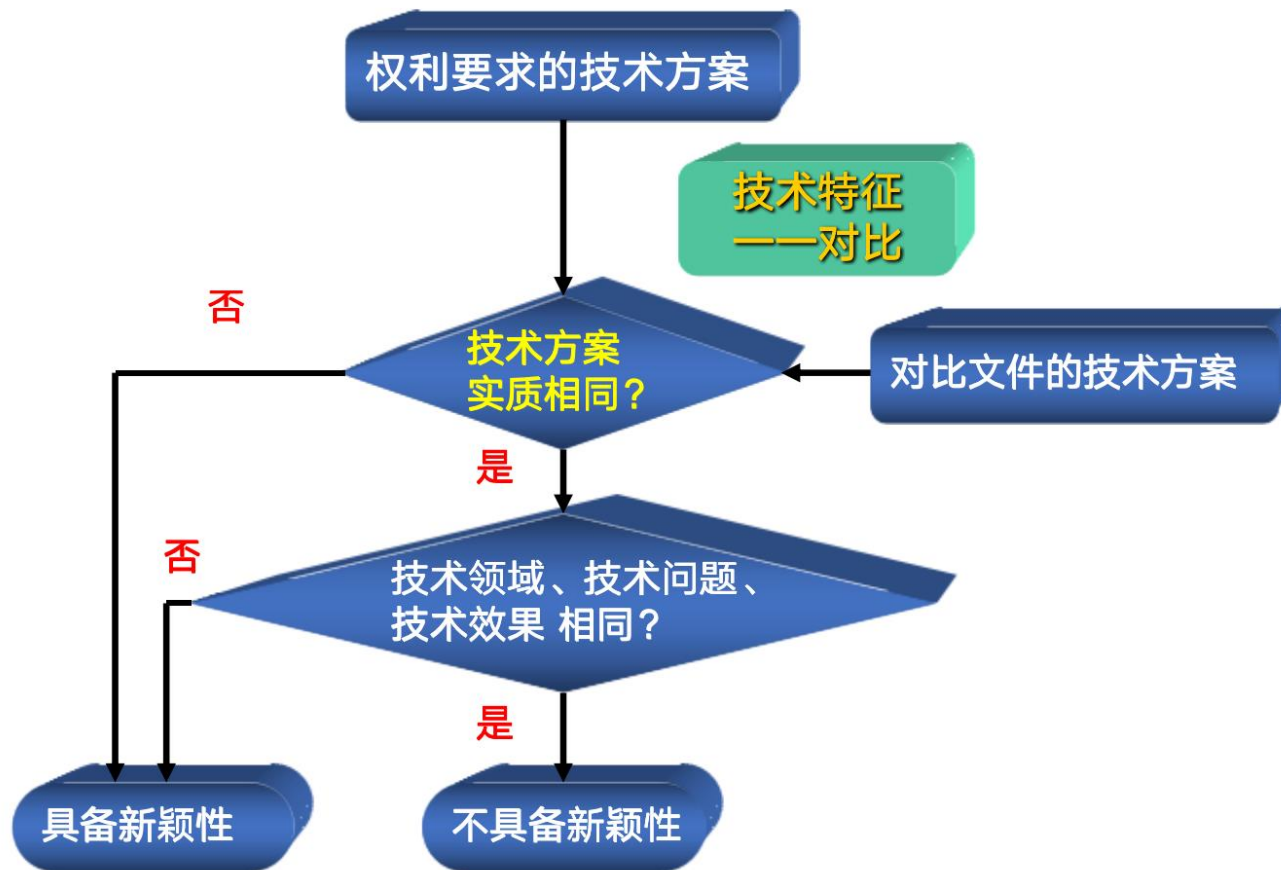 权利要求的技术方案
技术特征
一一对比
否
技术方案
实质相同？
对比文件的技术方案
是
否
技术领域、技术问题、
技术效果 相同？
是
具备新颖性
不具备新颖性